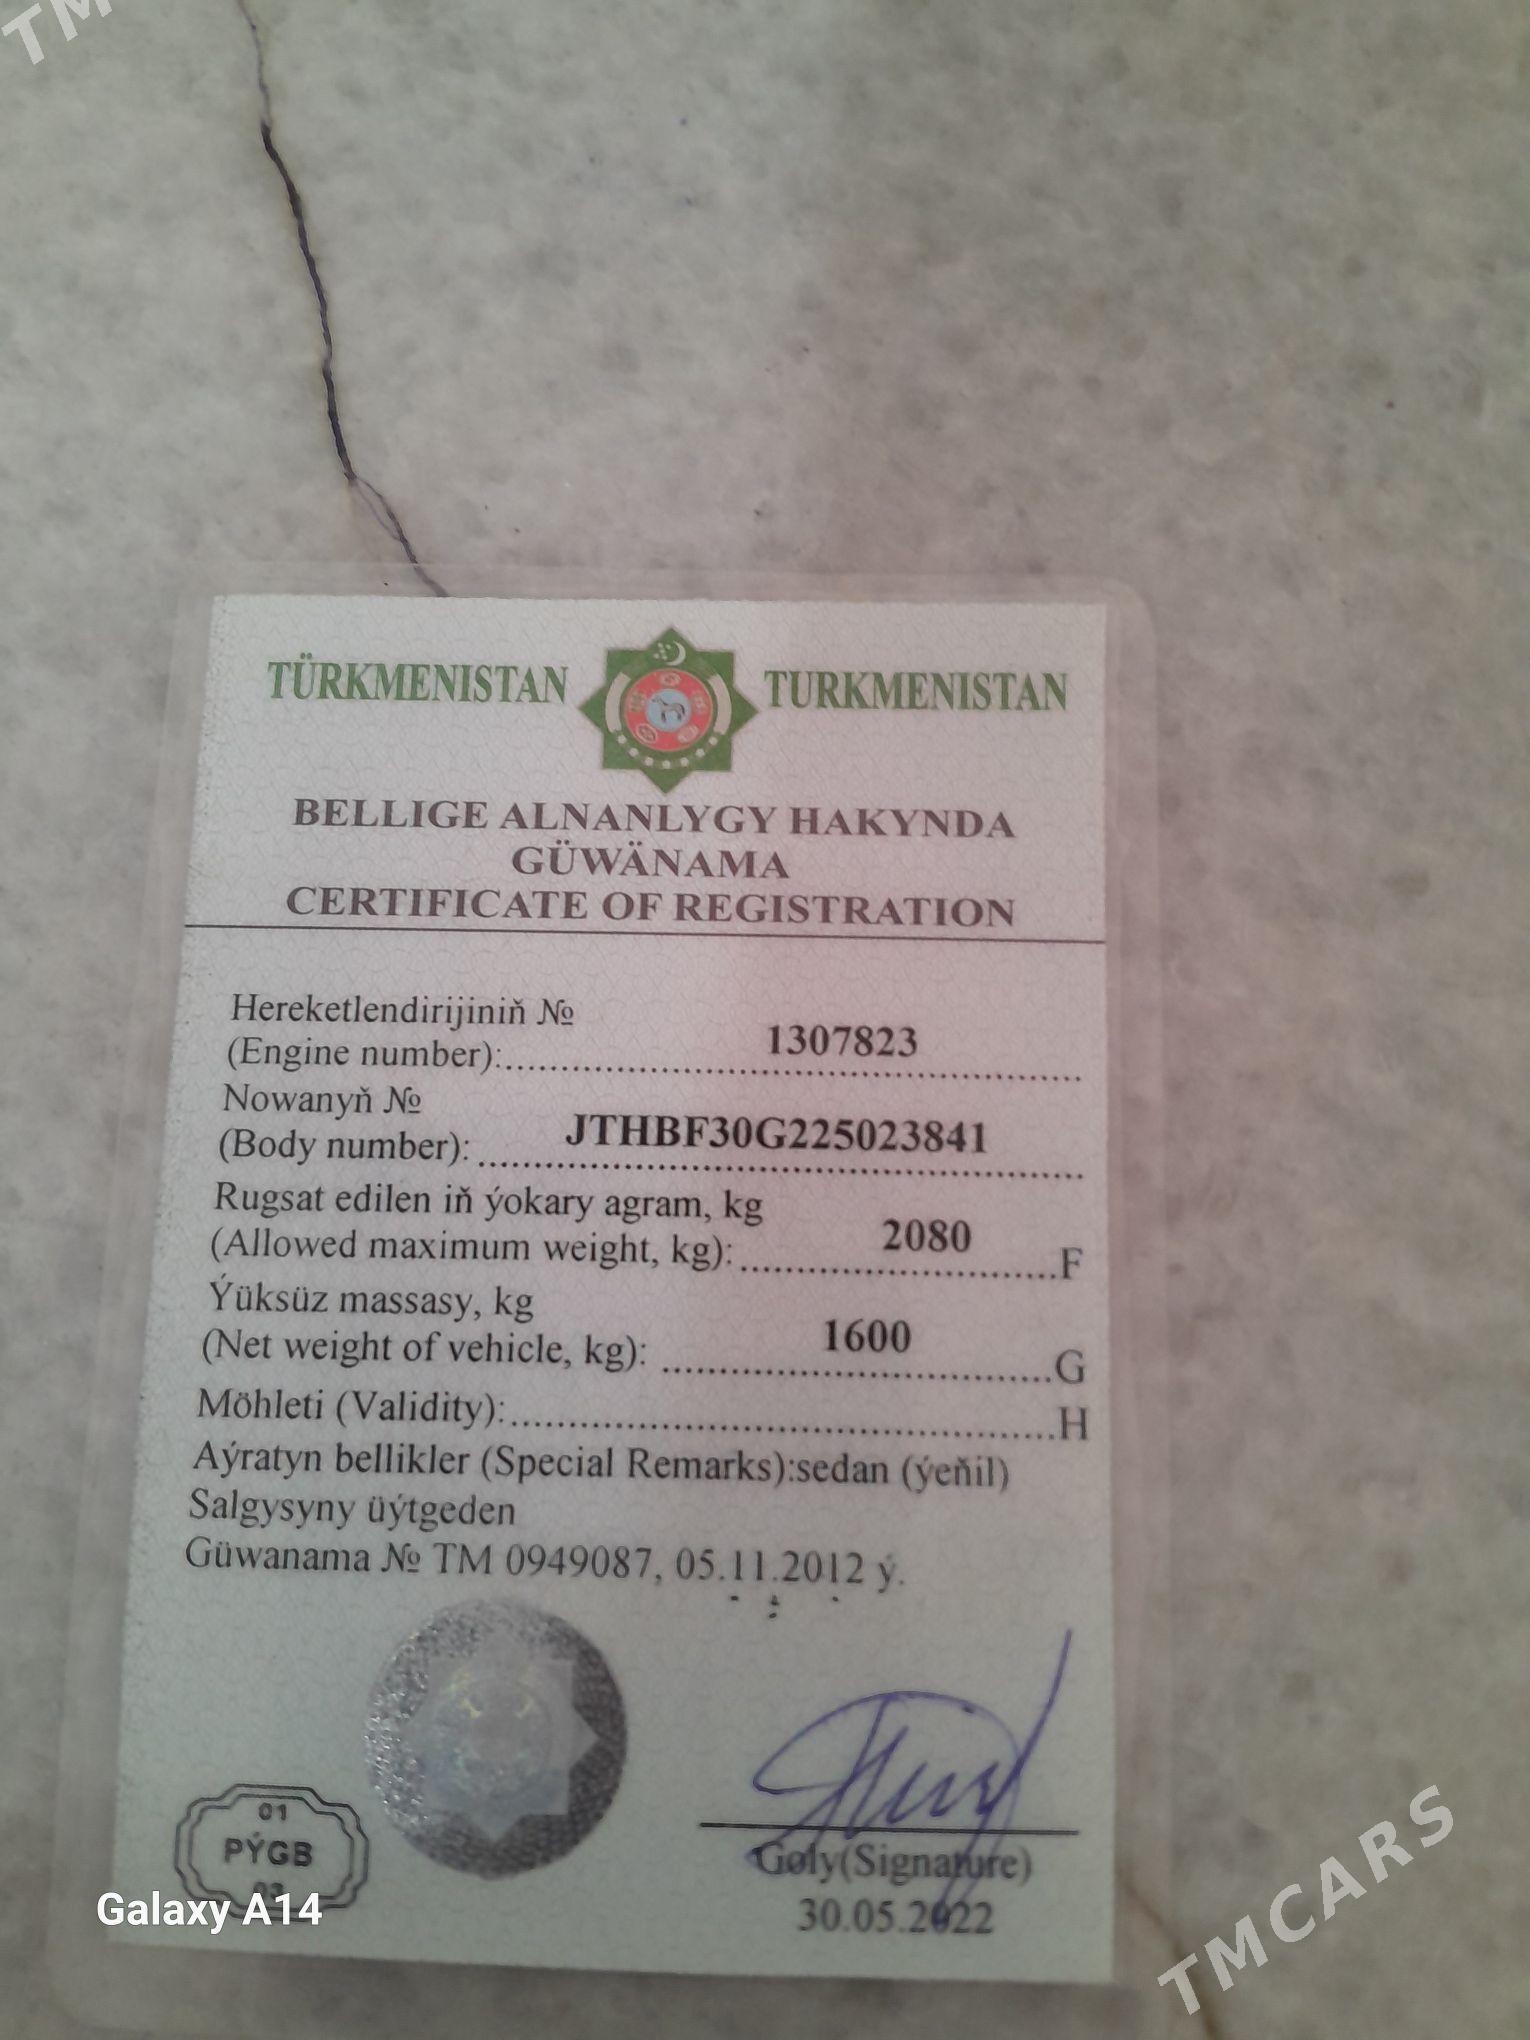 TM
TÜRKMENISTAN TURKMENISTAN
BELLIGE ALNANLYGY HAKYNDA
GÜWÄNAMA
CERTIFICATE OF REGISTRATION
Hereketlendirijiniň №
(Engine number): 1307823
Nowanyň №
(Body number): JTHBF30G225023841
Rugsat edilen iň ýokary agram, kg
(Allowed maximum weight, kg): 2080 F
Ýüksüz massasy, kg
(Net weight of vehicle, kg): 1600 G
Möhleti (Validity): H
Aýratyn bellikler (Special Remarks):sedan (ýeňil)
Salgysyny üýtgeden
Güwanama № TM 0949087, 05.11.2012 ý.
01
PÝGB
03
Goly(Signature)
30.05.2022
Galaxy A14
TMCARS